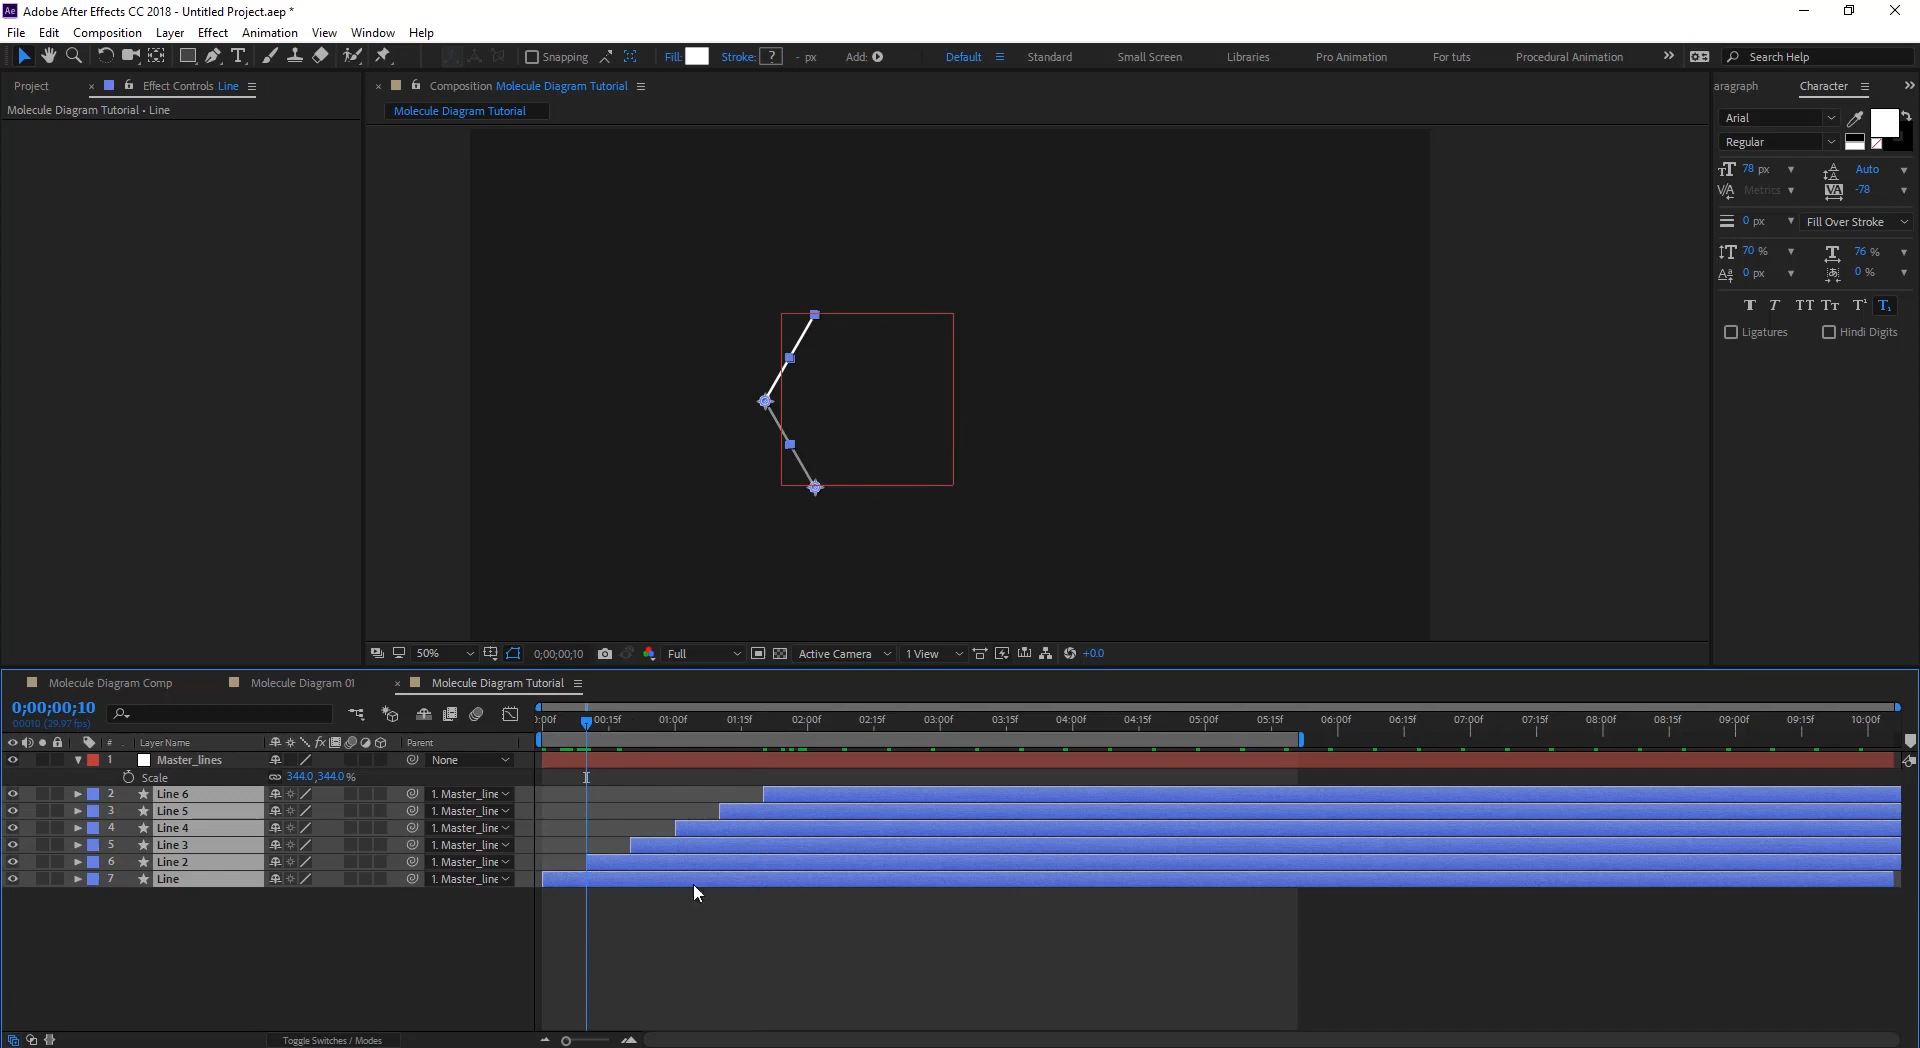 Ae Adobe After Effects CC 2018 - Untitled Project.aep *
File Edit Composition Layer Effect Animation View Window Help
Snapping Fill: Stroke: ? - px Add: Default Standard Small Screen Libraries Pro Animation For tuts Procedural Animation Search Help
Project Effect Controls Line
Molecule Diagram Tutorial • Line
Composition Molecule Diagram Tutorial
Molecule Diagram Tutorial
aragraph Character
Arial
Regular
78 px Auto
Metrics -78
0 px Fill Over Stroke
70 % 76 %
0 px 0 %
T T TT Tт T¹ T₁
Ligatures Hindi Digits
50% 0;00;00;10 Full Active Camera 1 View +0.0
Molecule Diagram Comp Molecule Diagram 01 Molecule Diagram Tutorial
0;00;00;10
00010 (29.97 fps)
:00f 00:15f 01:00f 01:15f 02:00f 02:15f 03:00f 03:15f 04:00f 04:15f 05:00f 05:15f 06:00f 06:15f 07:00f 07:15f 08:00f 08:15f 09:00f 09:15f 10:00f
# Layer Name fx Parent
1 Master_lines None
Scale 344.0,344.0%
2 Line 6 1. Master_line
3 Line 5 1. Master_line
4 Line 4 1. Master_line
5 Line 3 1. Master_line
6 Line 2 1. Master_line
7 Line 1. Master_line
Toggle Switches / Modes